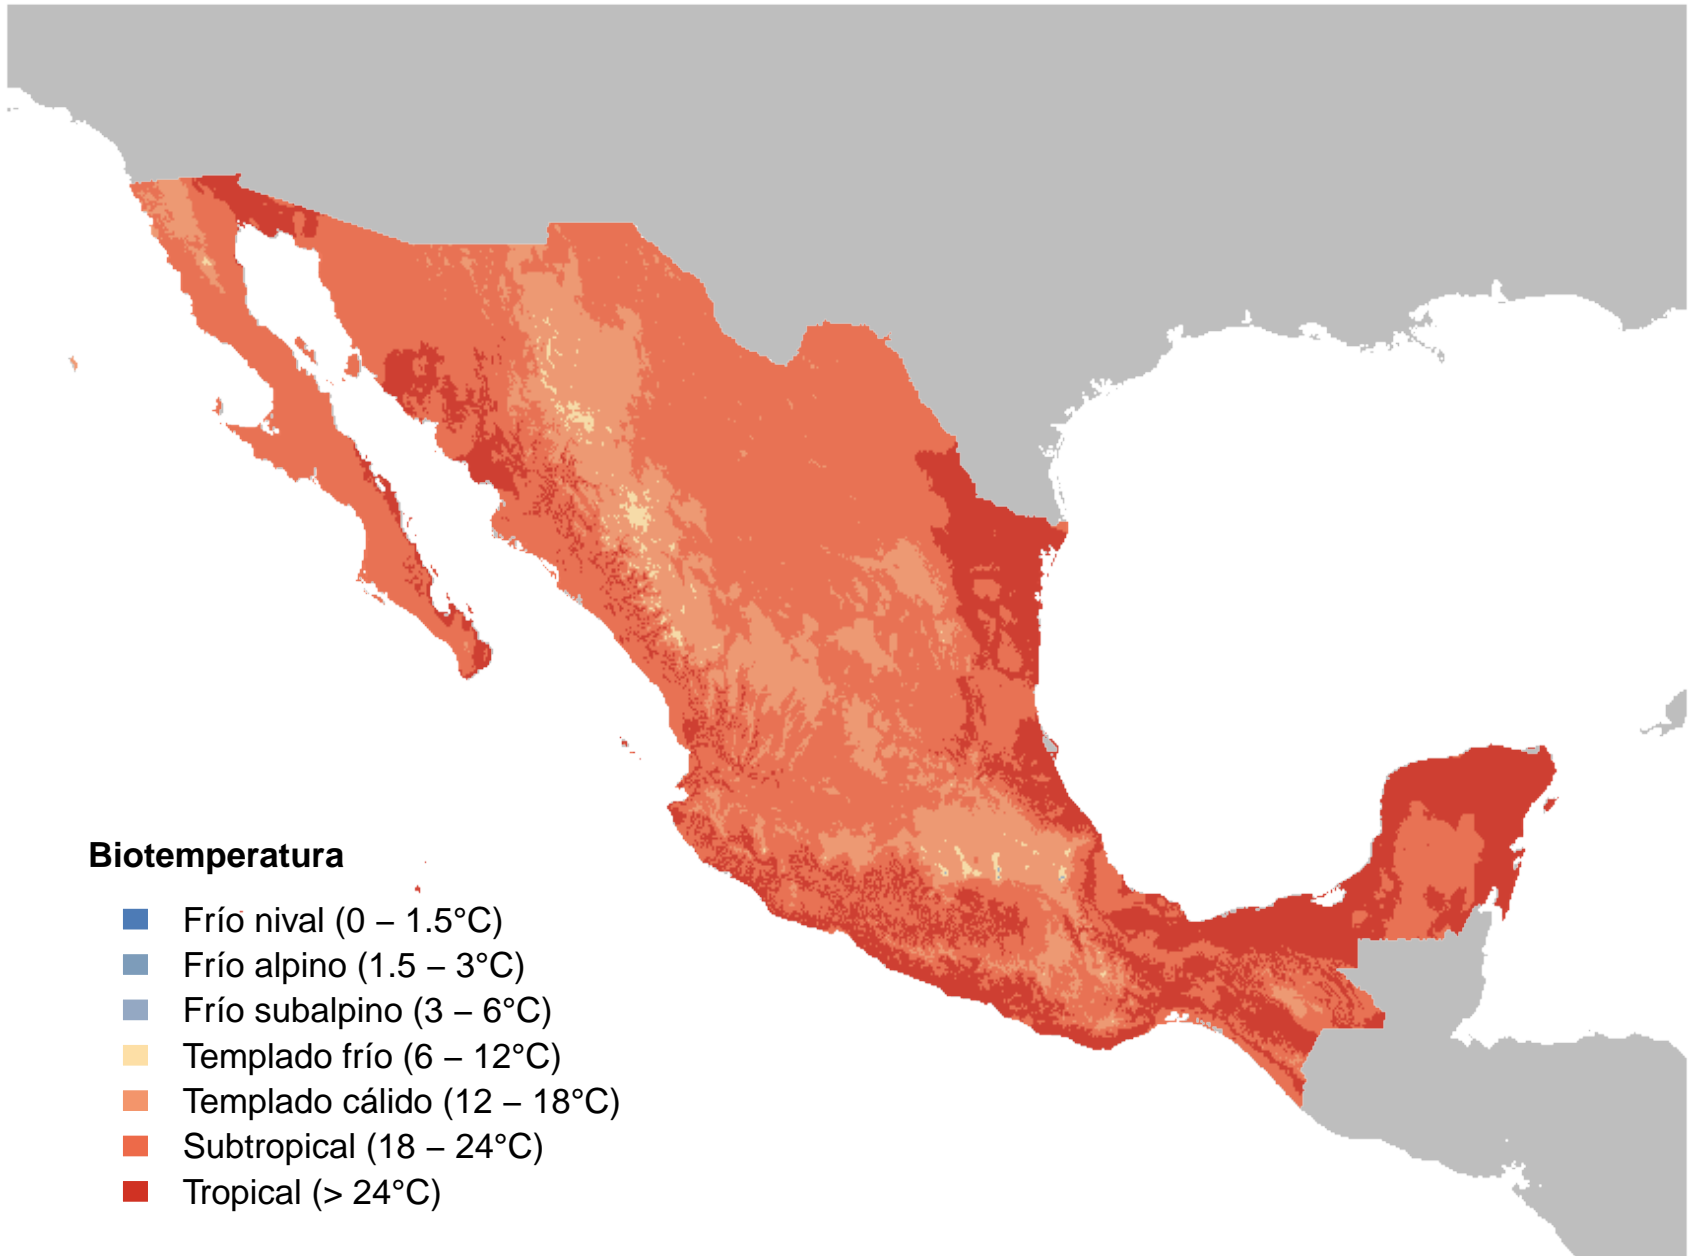 Biotemperatura
Frío nival (0 – 1.5°C)
Frío alpino (1.5 – 3°C)
Frío subalpino (3 – 6°C)
Templado frío (6 – 12°C)
Templado cálido (12 – 18°C)
Subtropical (18 – 24°C)
Tropical (> 24°C)